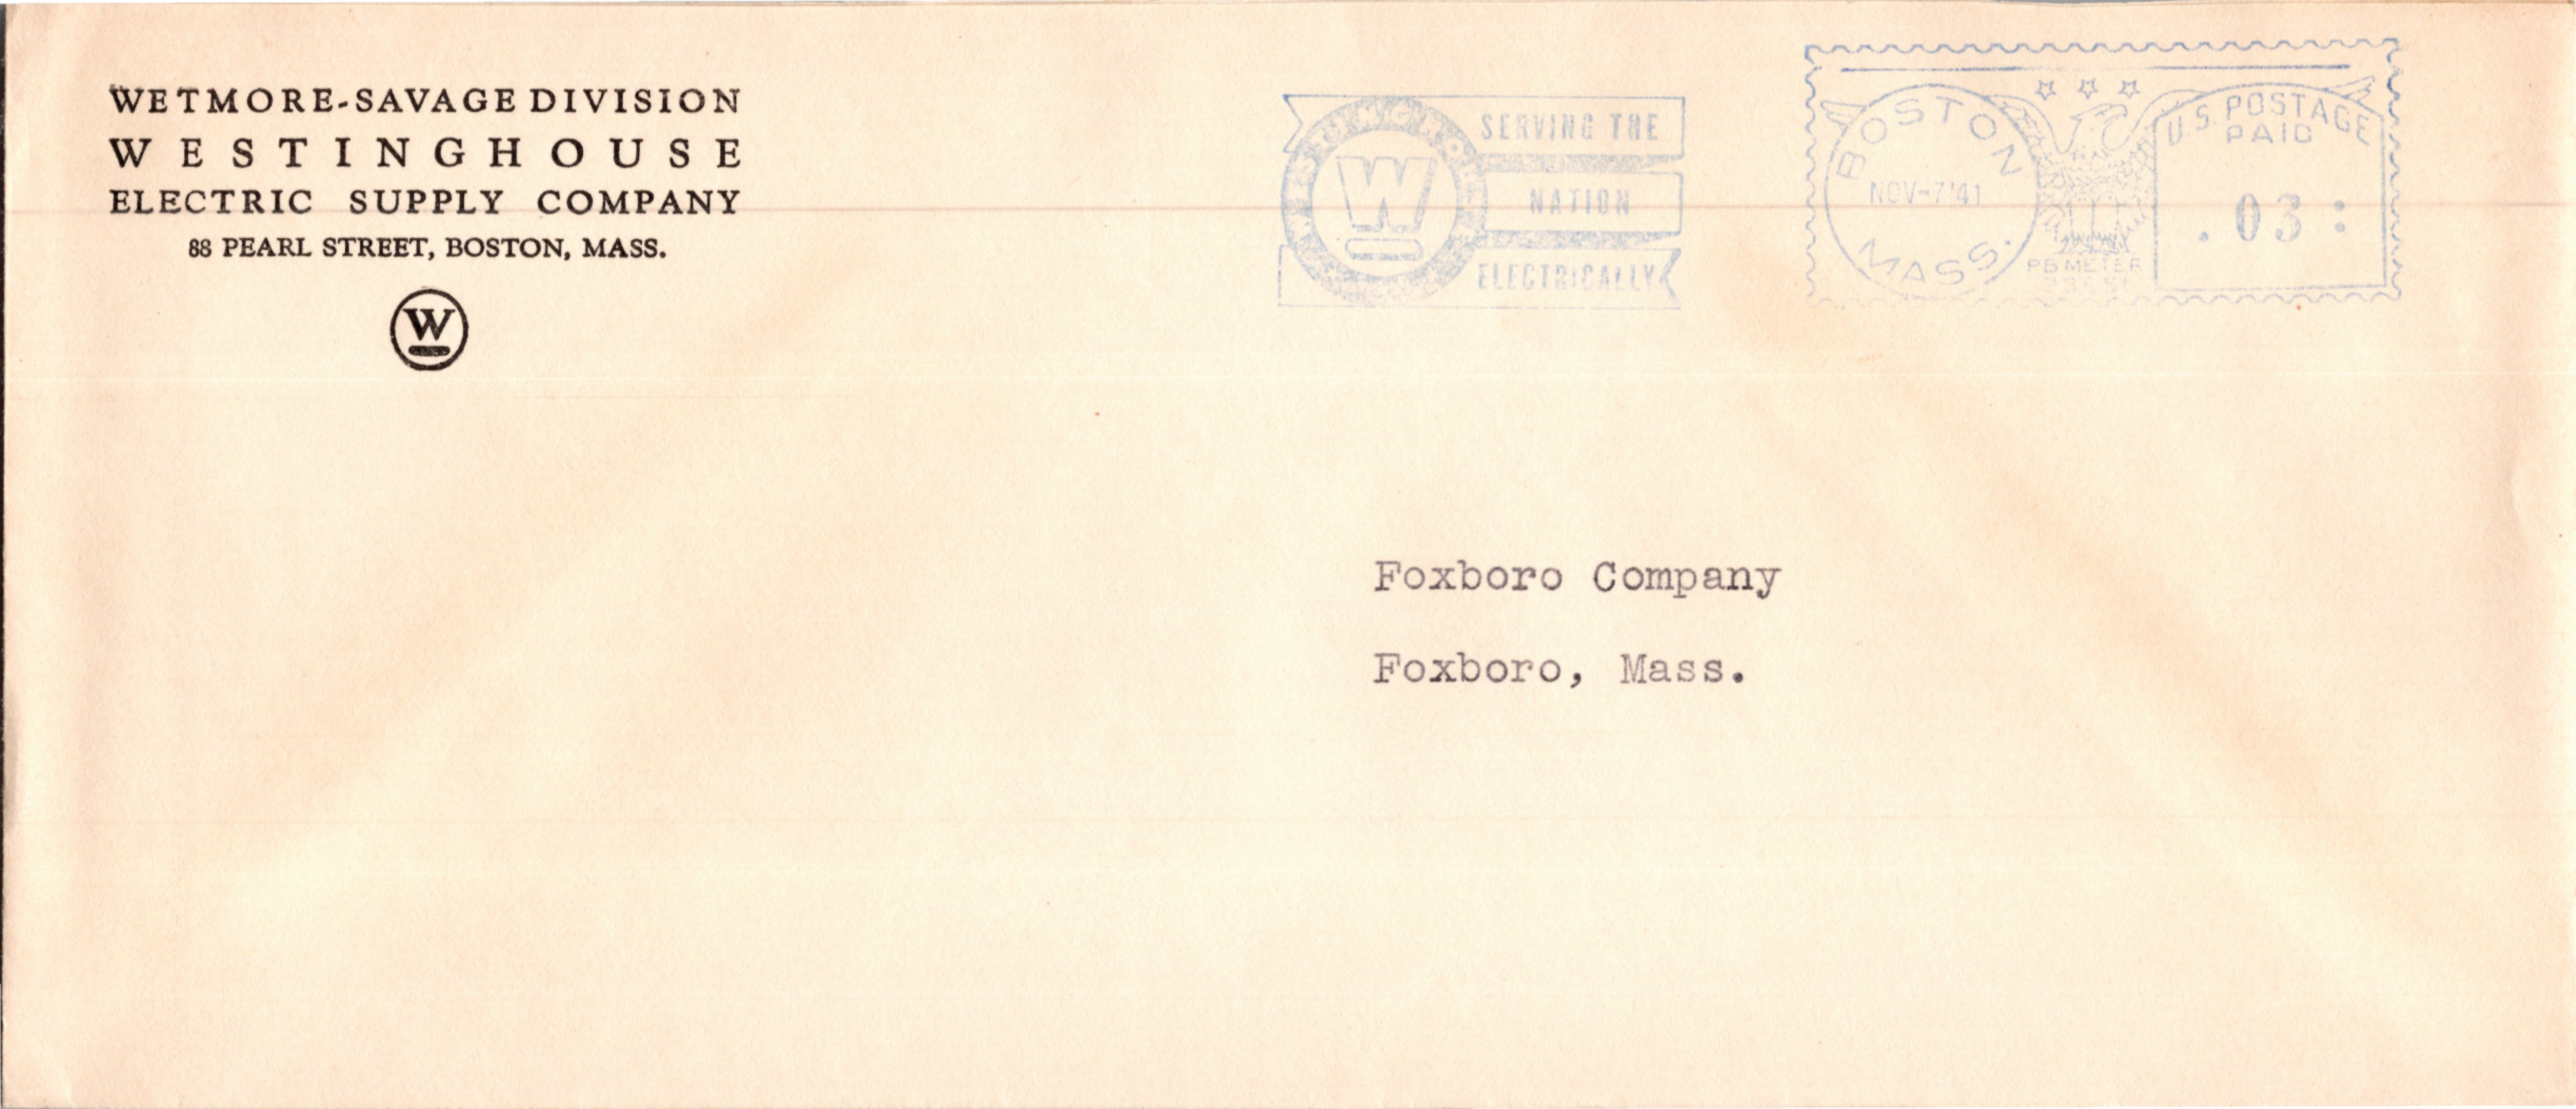 WETMORE-SAVAGE DIVISION
WESTINGHOUSE
ELECTRIC SUPPLY COMPANY
88 PEARL STREET, BOSTON, MASS.
W
WESTINGHOUSE
W
SERVING THE
NATION
ELECTRICALLY
BOSTON
NOV-7'41
MASS.
PB METER
U.S. POSTAGE
PAID
.03:
Foxboro Company
Foxboro, Mass.